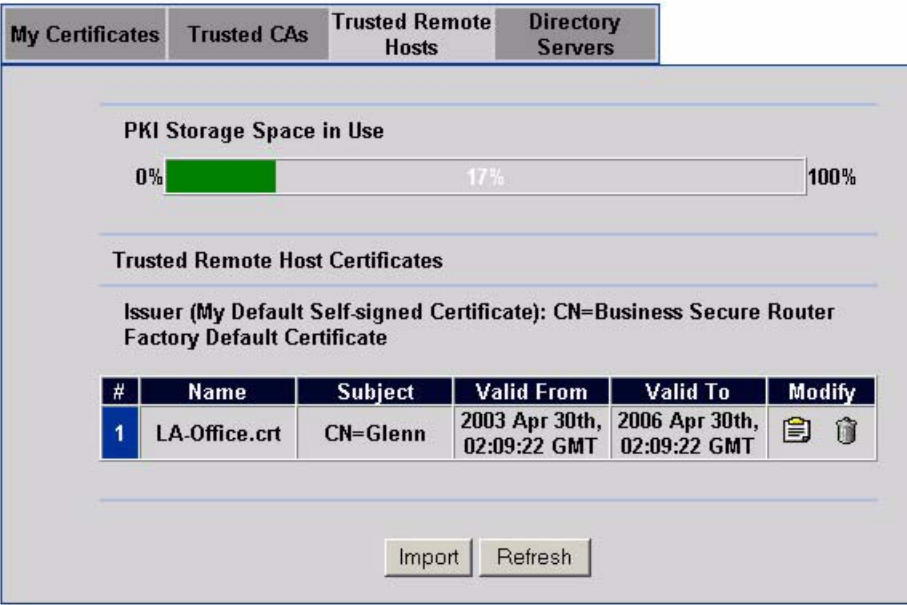 My Certificates
Trusted CAs
Trusted Remote
Hosts
Directory
Servers
PKI Storage Space in Use
0% 17% 100%
Trusted Remote Host Certificates
Issuer (My Default Self-signed Certificate): CN=Business Secure Router
Factory Default Certificate
# Name Subject Valid From Valid To Modify
1 LA-Office.crt CN=Glenn 2003 Apr 30th, 2006 Apr 30th,
02:09:22 GMT 02:09:22 GMT
Import Refresh